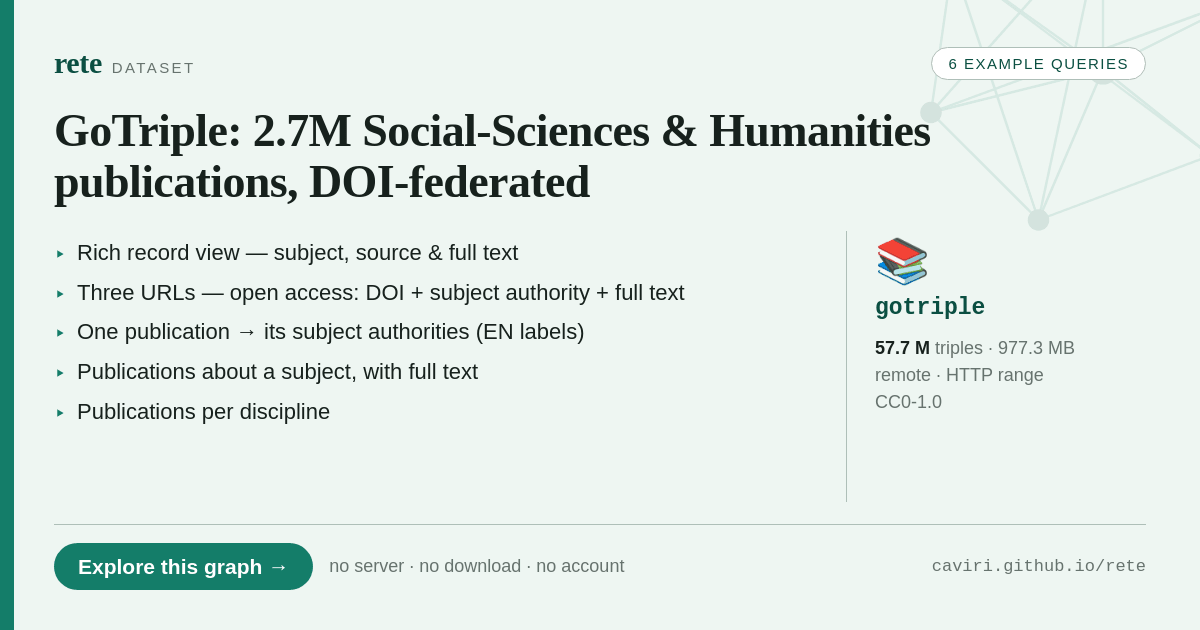 rete DATASET
6 EXAMPLE QUERIES
GoTriple: 2.7M Social-Sciences & Humanities
publications, DOI-federated
▸ Rich record view — subject, source & full text
▸ Three URLs — open access: DOI + subject authority + full text
▸ One publication → its subject authorities (EN labels)
▸ Publications about a subject, with full text
▸ Publications per discipline
gotriple
57.7 M triples · 977.3 MB
remote · HTTP range
CC0-1.0
Explore this graph →
no server · no download · no account
caviri.github.io/rete